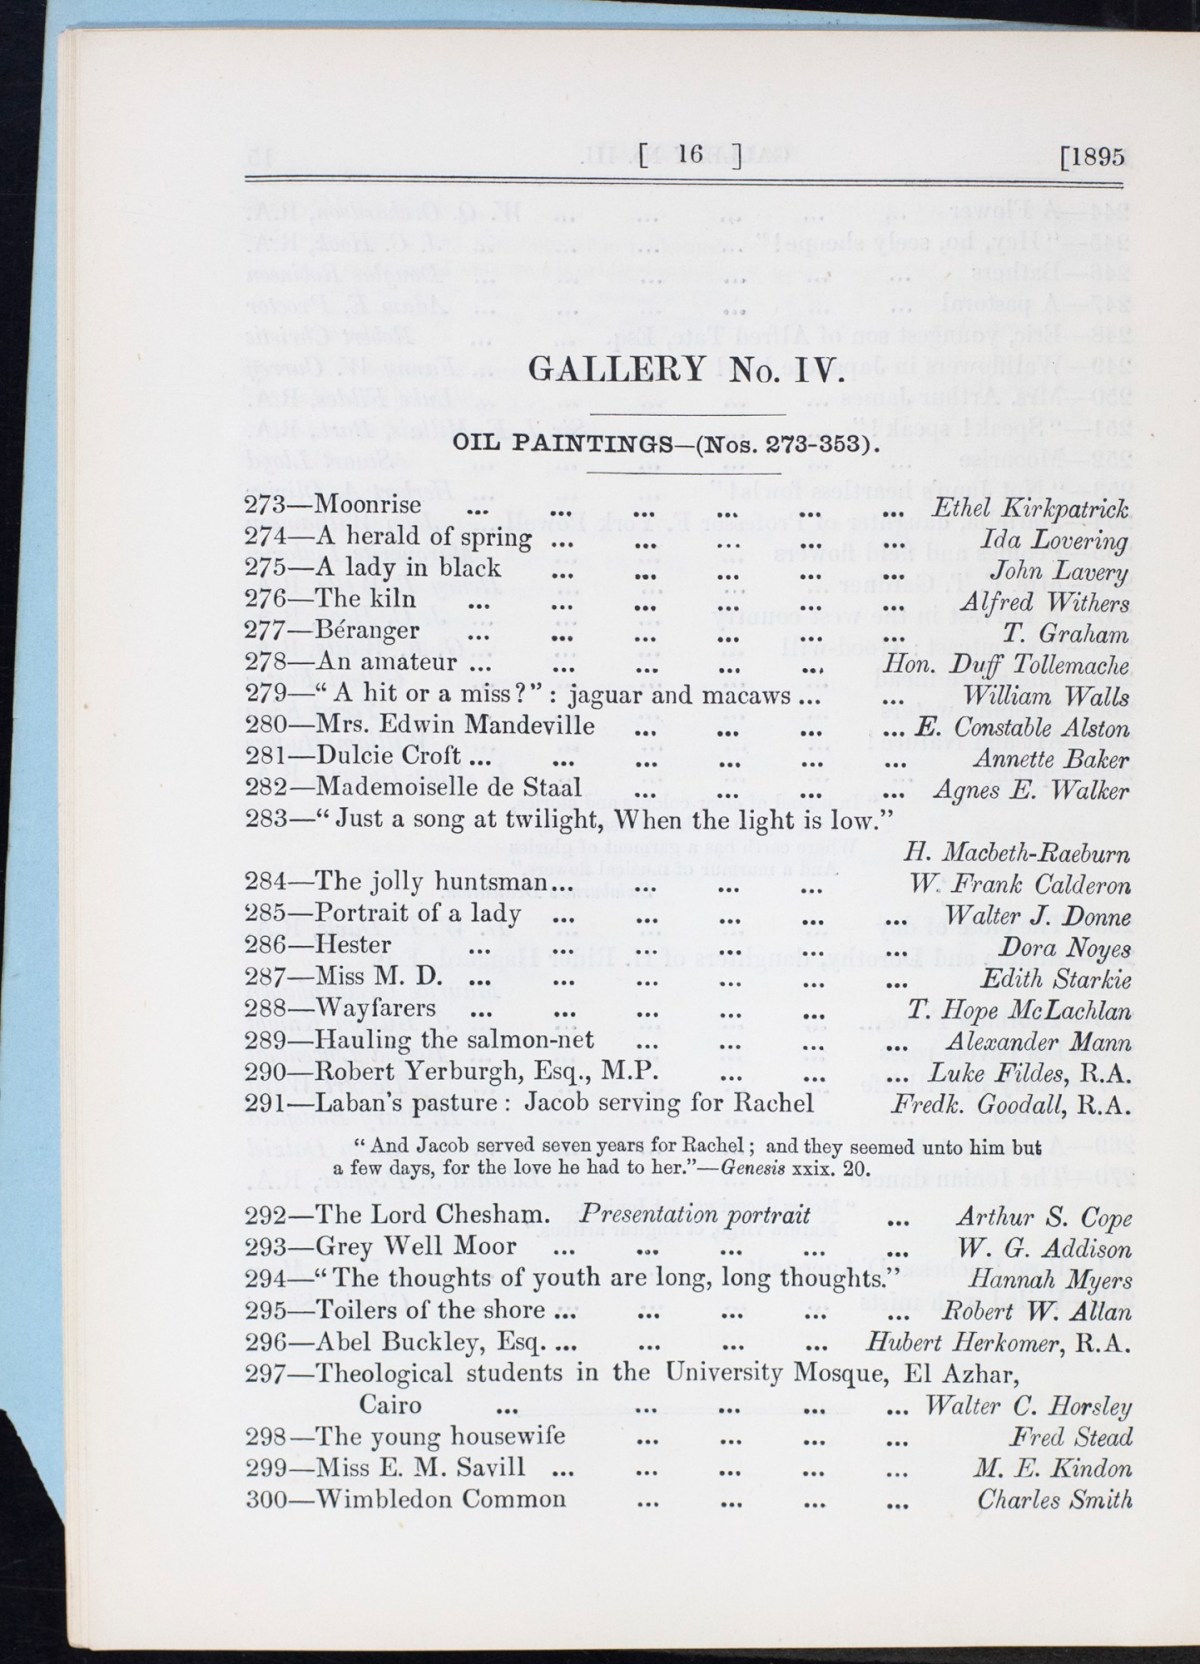 [ 16 ] [1895
GALLERY No. IV.
OIL PAINTINGS—(Nos. 273-353).
273—Moonrise ... ... ... ... ... ... Ethel Kirkpatrick
274—A herald of spring ... ... ... ... ... Ida Lovering
275—A lady in black ... ... ... ... ... John Lavery
276—The kiln ... ... ... ... ... ... Alfred Withers
277—Béranger ... ... ... ... ... ... T. Graham
278—An amateur ... ... ... ... ... Hon. Duff Tollemache
279—“A hit or a miss?” : jaguar and macaws ... ... William Walls
280—Mrs. Edwin Mandeville ... ... ... ... E. Constable Alston
281—Dulcie Croft ... ... ... ... ... ... Annette Baker
282—Mademoiselle de Staal ... ... ... ... Agnes E. Walker
283—“Just a song at twilight, When the light is low.”
H. Macbeth-Raeburn
284—The jolly huntsman... ... ... ... W. Frank Calderon
285—Portrait of a lady ... ... ... ... ... Walter J. Donne
286—Hester ... ... ... ... ... ... Dora Noyes
287—Miss M. D. ... ... ... ... ... ... Edith Starkie
288—Wayfarers ... ... ... ... ... T. Hope McLachlan
289—Hauling the salmon-net ... ... ... ... Alexander Mann
290—Robert Yerburgh, Esq., M.P. ... ... ... Luke Fildes, R.A.
291—Laban’s pasture : Jacob serving for Rachel Fredk. Goodall, R.A.
“And Jacob served seven years for Rachel ; and they seemed unto him but
a few days, for the love he had to her.”—Genesis xxix. 20.
292—The Lord Chesham. Presentation portrait ... Arthur S. Cope
293—Grey Well Moor ... ... ... ... ... W. G. Addison
294—“The thoughts of youth are long, long thoughts.” Hannah Myers
295—Toilers of the shore ... ... ... ... ... Robert W. Allan
296—Abel Buckley, Esq. ... ... ... ... Hubert Herkomer, R.A.
297—Theological students in the University Mosque, El Azhar,
Cairo ... ... ... ... ... Walter C. Horsley
298—The young housewife ... ... ... ... Fred Stead
299—Miss E. M. Savill ... ... ... ... ... M. E. Kindon
300—Wimbledon Common ... ... ... ... Charles Smith